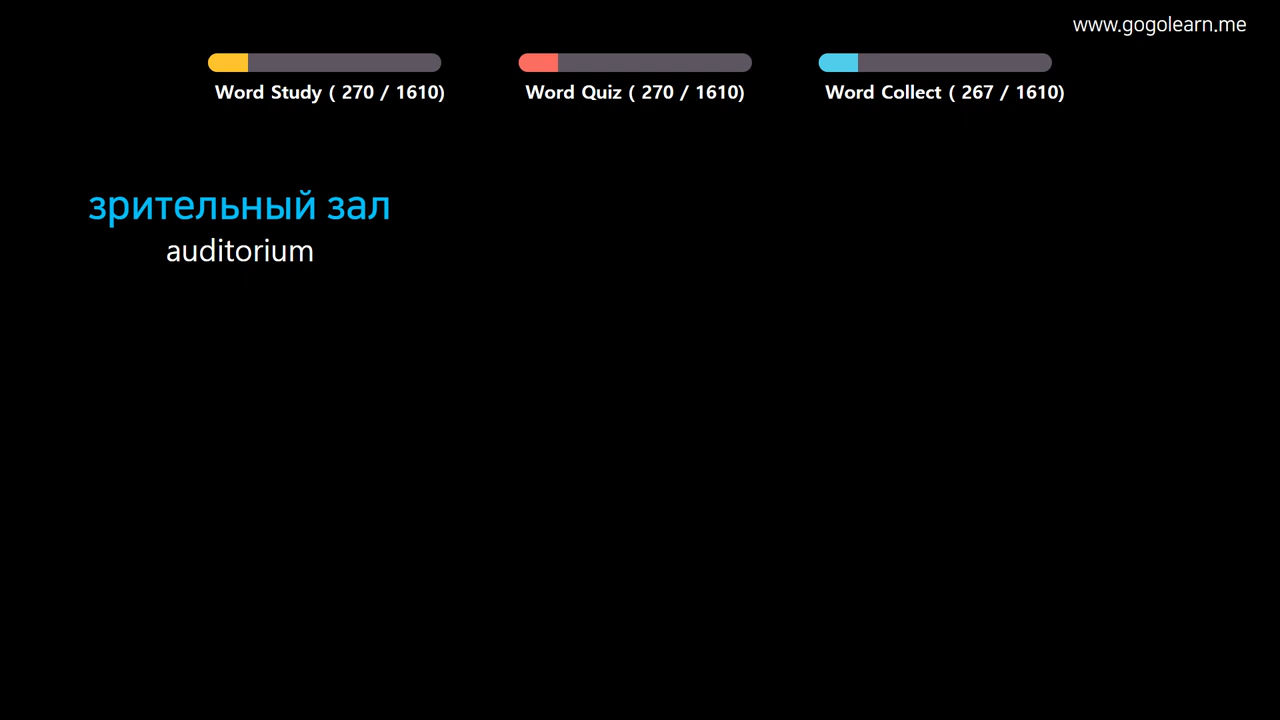 www.gogolearn.me
Word Study ( 270 / 1610)
Word Quiz ( 270 / 1610)
Word Collect ( 267 / 1610)
зрительный зал
auditorium